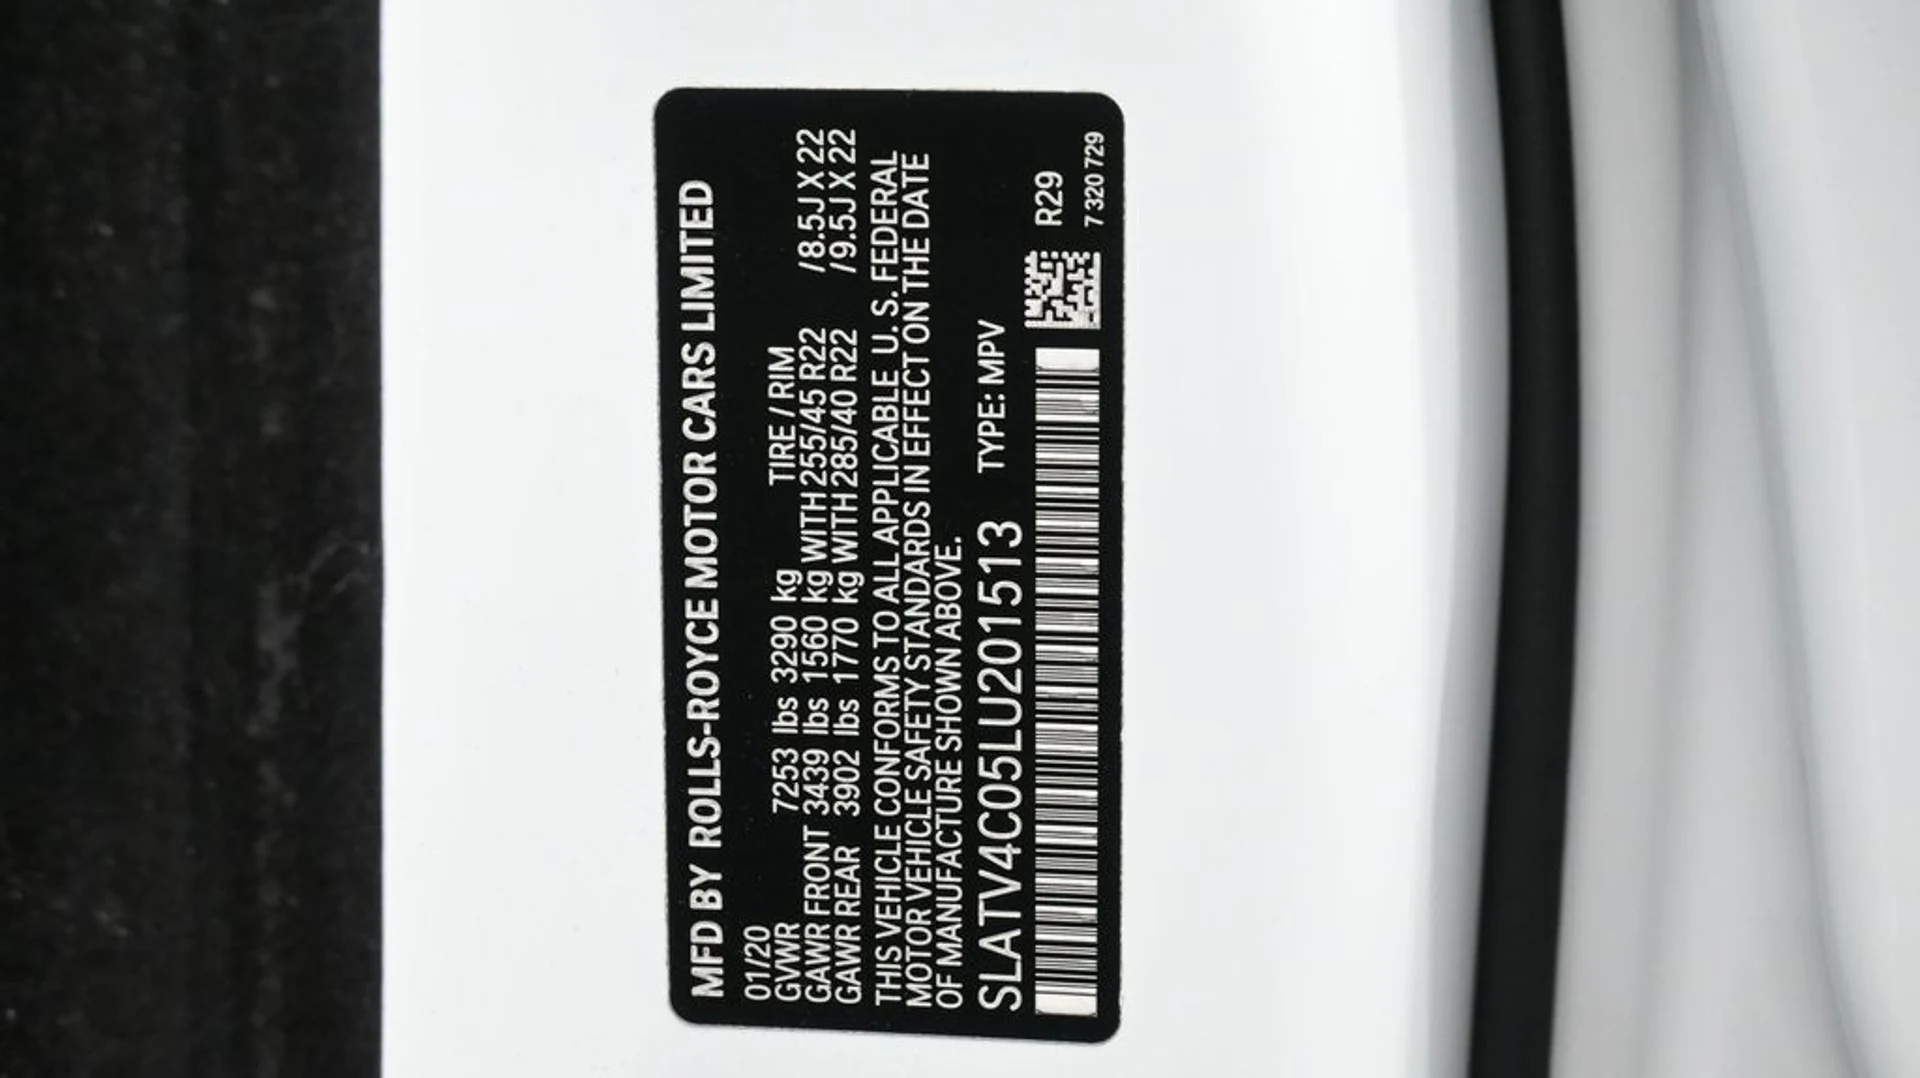 MFD BY ROLLS-ROYCE MOTOR CARS LIMITED
01/20
GVWR 7253 lbs 3290 kg TIRE / RIM
GAWR FRONT 3439 lbs 1560 kg WITH 255/45 R22 /8.5J X 22
GAWR REAR 3902 lbs 1770 kg WITH 285/40 R22 /9.5J X 22
THIS VEHICLE CONFORMS TO ALL APPLICABLE U.S. FEDERAL
MOTOR VEHICLE SAFETY STANDARDS IN EFFECT ON THE DATE
OF MANUFACTURE SHOWN ABOVE.
SLATV4C05LU201513 TYPE: MPV
R29
7 320 729